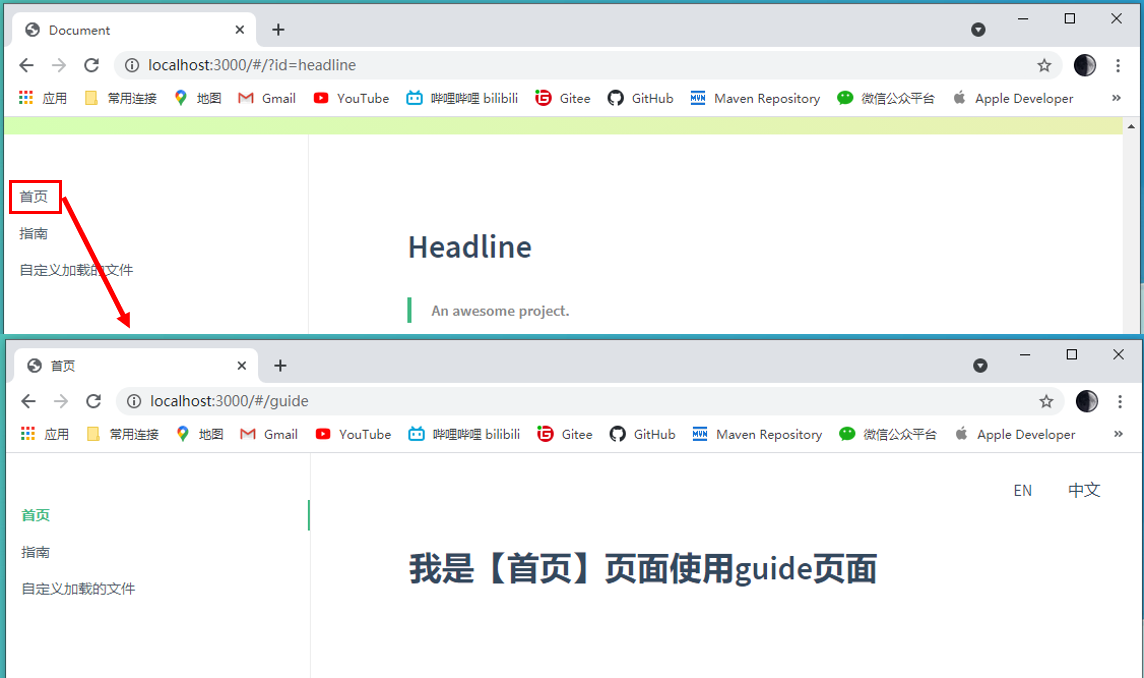 Document
localhost:3000/#/?id=headline
应用 常用连接 地图 Gmail YouTube 哔哩哔哩 bilibili Gitee GitHub MVN Maven Repository 微信公众平台 Apple Developer »
首页
指南
自定义加载的文件
Headline
An awesome project.
首页
localhost:3000/#/guide
应用 常用连接 地图 Gmail YouTube 哔哩哔哩 bilibili Gitee GitHub MVN Maven Repository 微信公众平台 Apple Developer »
EN 中文
首页
指南
自定义加载的文件
我是【首页】页面使用guide页面